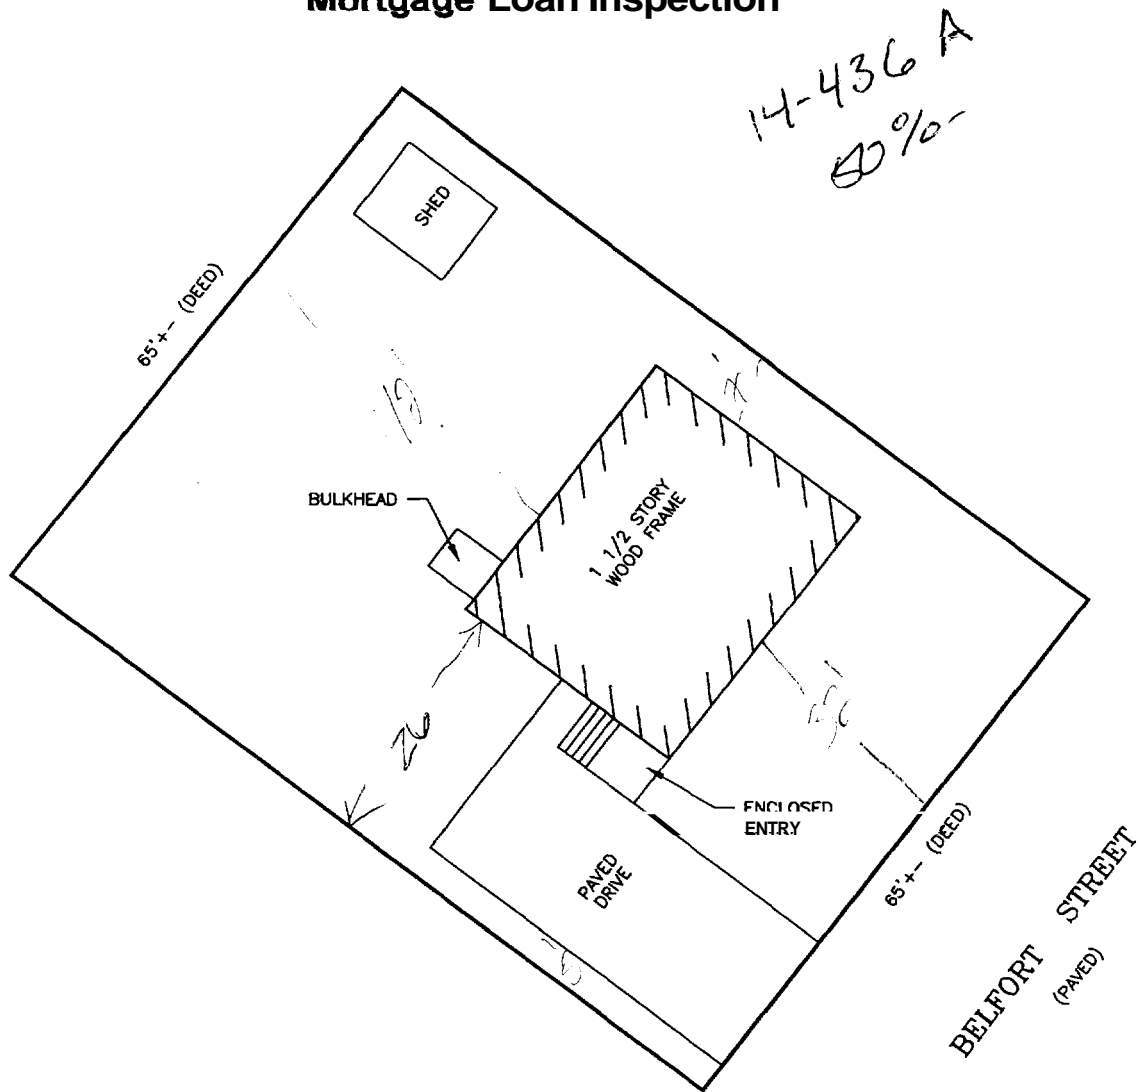 Mortgage Loan Inspection
14-436 A
80%-
SHED
65'+- (DEED)
BULKHEAD
1 1/2 STORY
WOOD FRAME
26
ENCLOSED
ENTRY
PAVED
DRIVE
65'+- (DEED)
BELFORT STREET
(PAVED)